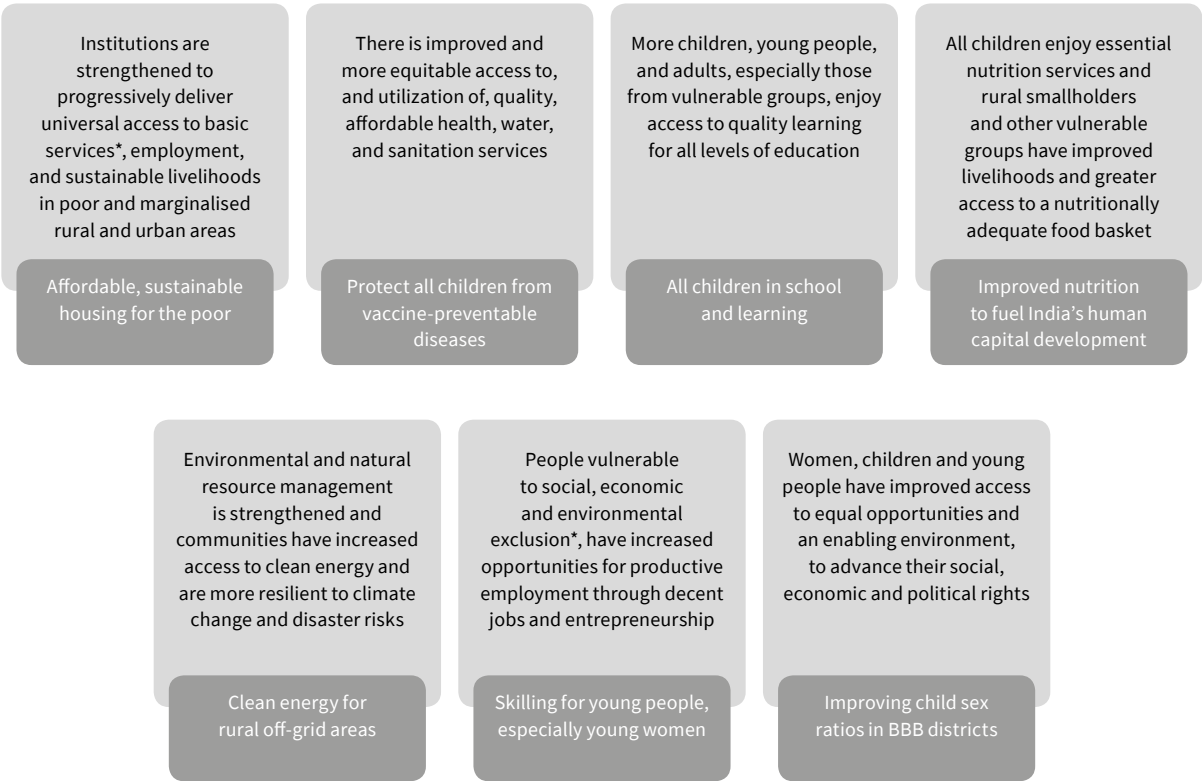 Institutions are
strengthened to
progressively deliver
universal access to basic
services*, employment,
and sustainable livelihoods
in poor and marginalised
rural and urban areas
Affordable, sustainable
housing for the poor
There is improved and
more equitable access to,
and utilization of, quality,
affordable health, water,
and sanitation services
Protect all children from
vaccine-preventable
diseases
More children, young people,
and adults, especially those
from vulnerable groups, enjoy
access to quality learning
for all levels of education
All children in school
and learning
All children enjoy essential
nutrition services and
rural smallholders
and other vulnerable
groups have improved
livelihoods and greater
access to a nutritionally
adequate food basket
Improved nutrition
to fuel India's human
capital development
Environmental and natural
resource management
is strengthened and
communities have increased
access to clean energy and
are more resilient to climate
change and disaster risks
Clean energy for
rural off-grid areas
People vulnerable
to social, economic
and environmental
exclusion*, have increased
opportunities for productive
employment through decent
jobs and entrepreneurship
Skilling for young people,
especially young women
Women, children and young
people have improved access
to equal opportunities and
an enabling environment,
to advance their social,
economic and political rights
Improving child sex
ratios in BBB districts